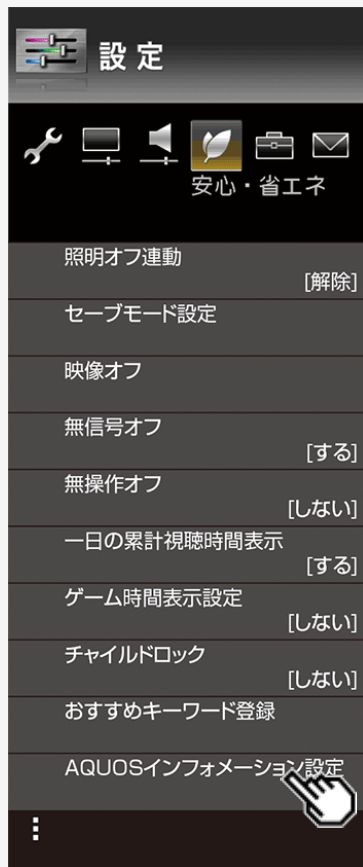 設定
安心・省エネ
照明オフ連動
[解除]
セーブモード設定
映像オフ
無信号オフ
[する]
無操作オフ
[しない]
一日の累計視聴時間表示
[する]
ゲーム時間表示設定
[しない]
チャイルドロック
[しない]
おすすめキーワード登録
AQUOSインフォメーション設定